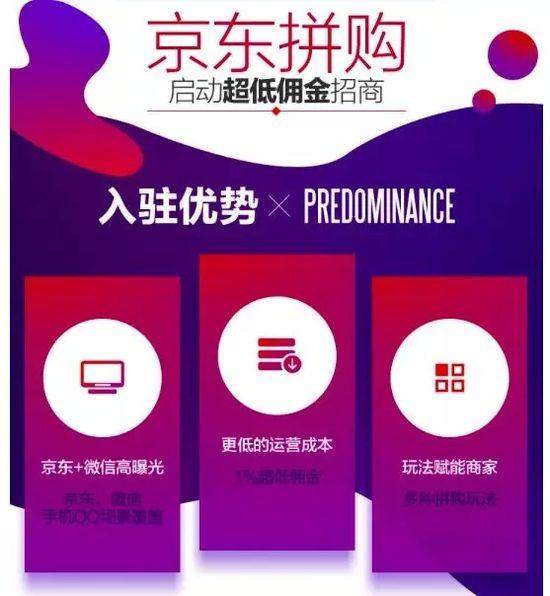 京东拼购
启动超低佣金招商
入驻优势×PREDOMINANCE
京东+微信高曝光
京东、微信
手机QQ场景覆盖
更低的运营成本
1%超低佣金
玩法赋能商家
多种拼购玩法